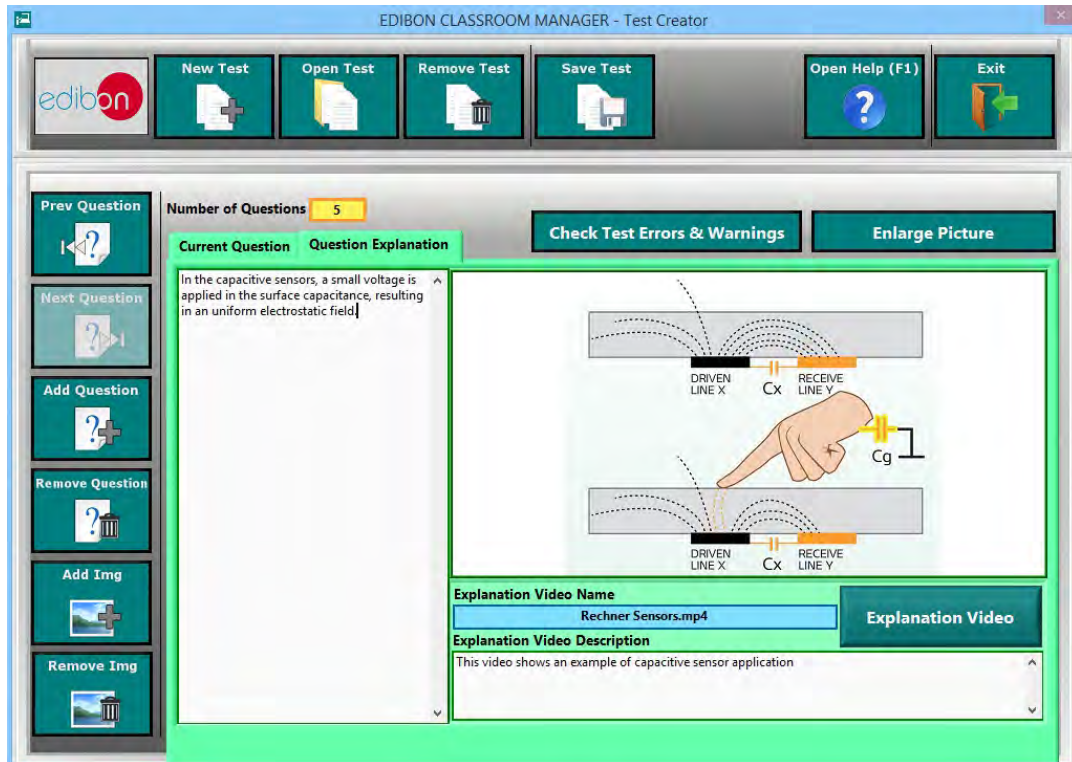 EDIBON CLASSROOM MANAGER - Test Creator
edibon
New Test
Open Test
Remove Test
Save Test
Open Help (F1)
Exit
Prev Question
Next Question
Add Question
Remove Question
Add Img
Remove Img
Number of Questions 5
Check Test Errors & Warnings
Enlarge Picture
Current Question
Question Explanation
In the capacitive sensors, a small voltage is
applied in the surface capacitance, resulting
in an uniform electrostatic field.
DRIVEN
LINE X
Cx
RECEIVE
LINE Y
Cg
DRIVEN
LINE X
Cx
RECEIVE
LINE Y
Explanation Video Name
Rechner Sensors.mp4
Explanation Video
Explanation Video Description
This video shows an example of capacitive sensor application